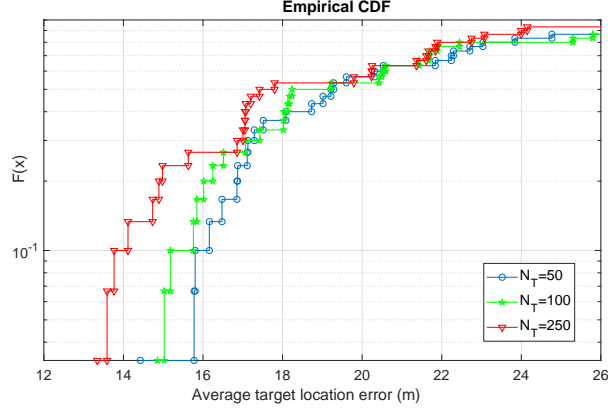 Empirical CDF
F(x)
10^-1
N_T=50
N_T=100
N_T=250
12 14 16 18 20 22 24 26
Average target location error (m)